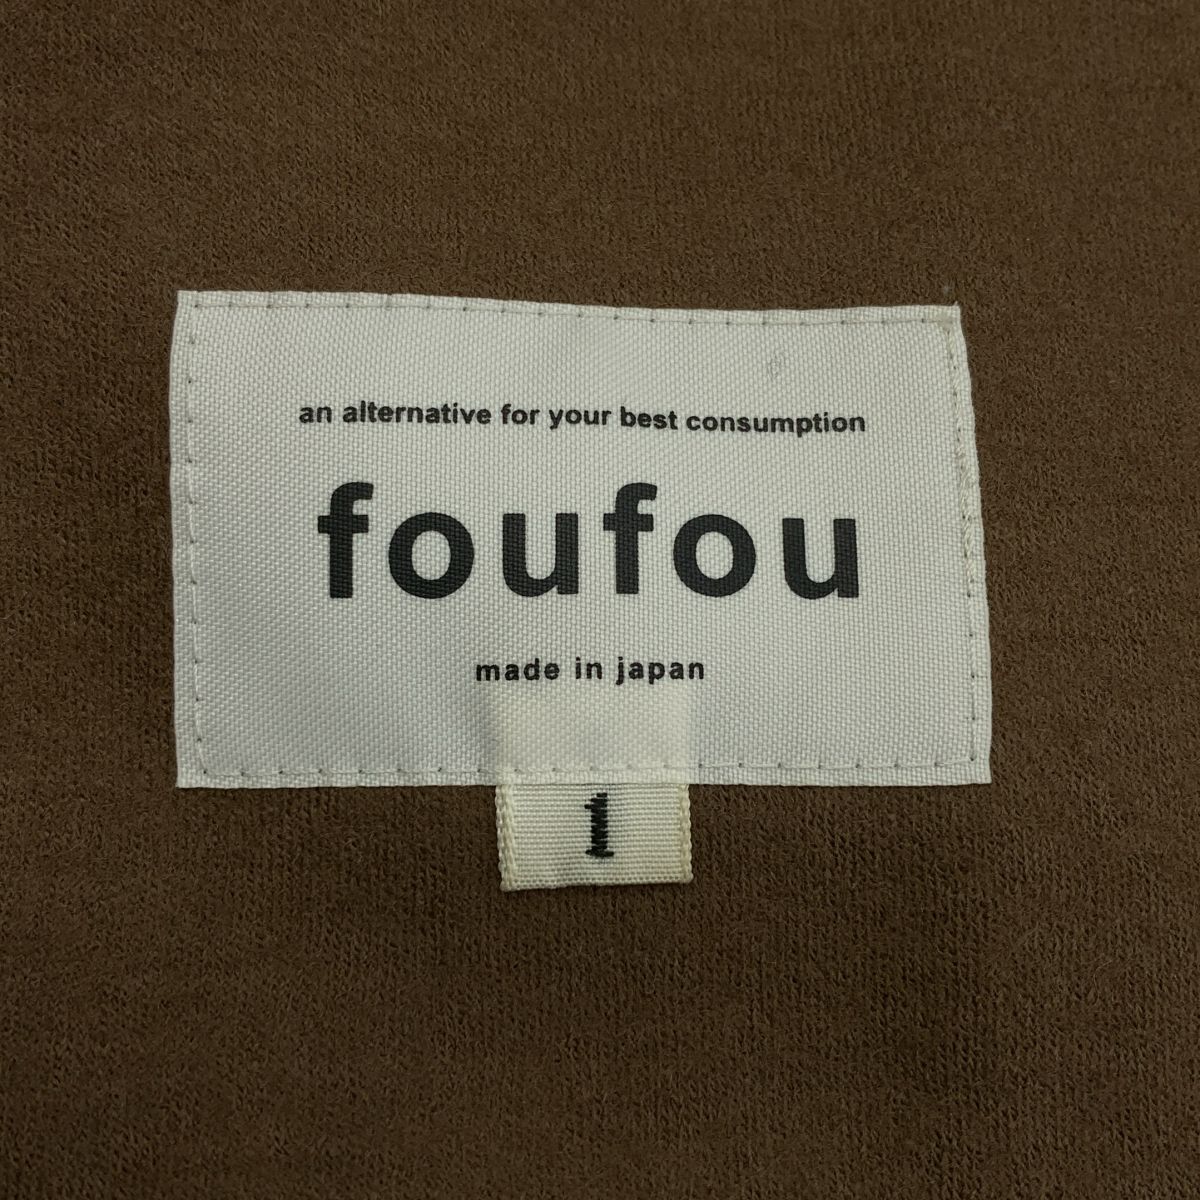 an alternative for your best consumption
foufou
made in japan
1